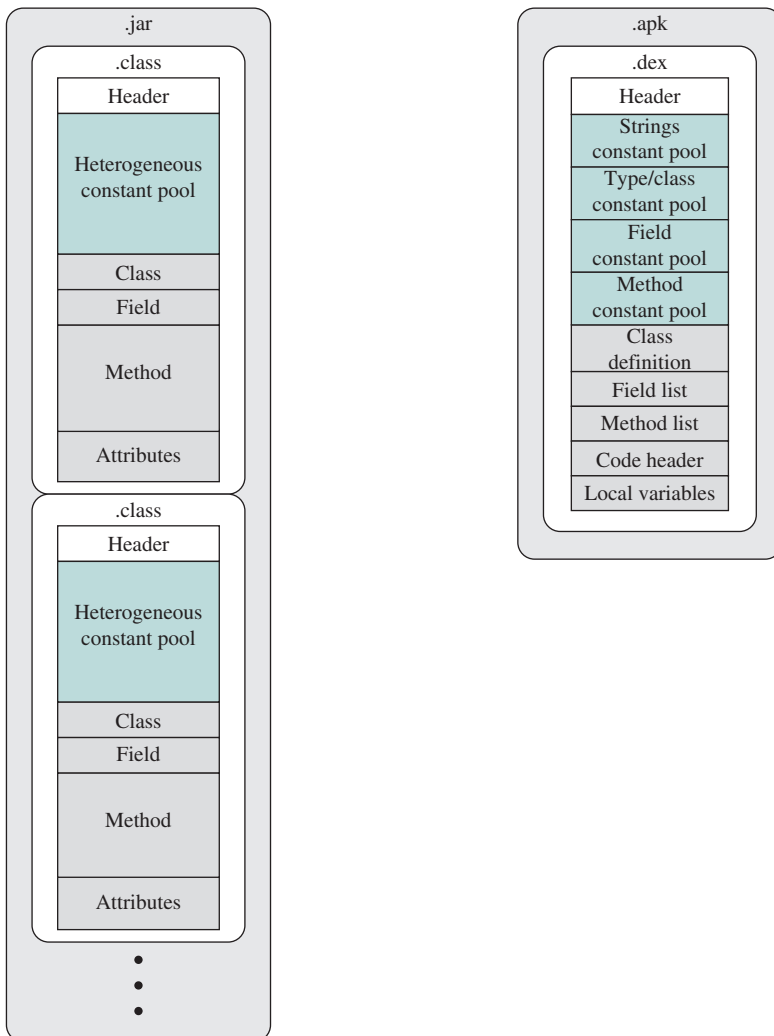 .jar
.class
Header
Heterogeneous
constant pool
Class
Field
Method
Attributes
.class
Header
Heterogeneous
constant pool
Class
Field
Method
Attributes
.apk
.dex
Header
Strings
constant pool
Type/class
constant pool
Field
constant pool
Method
constant pool
Class
definition
Field list
Method list
Code header
Local variables